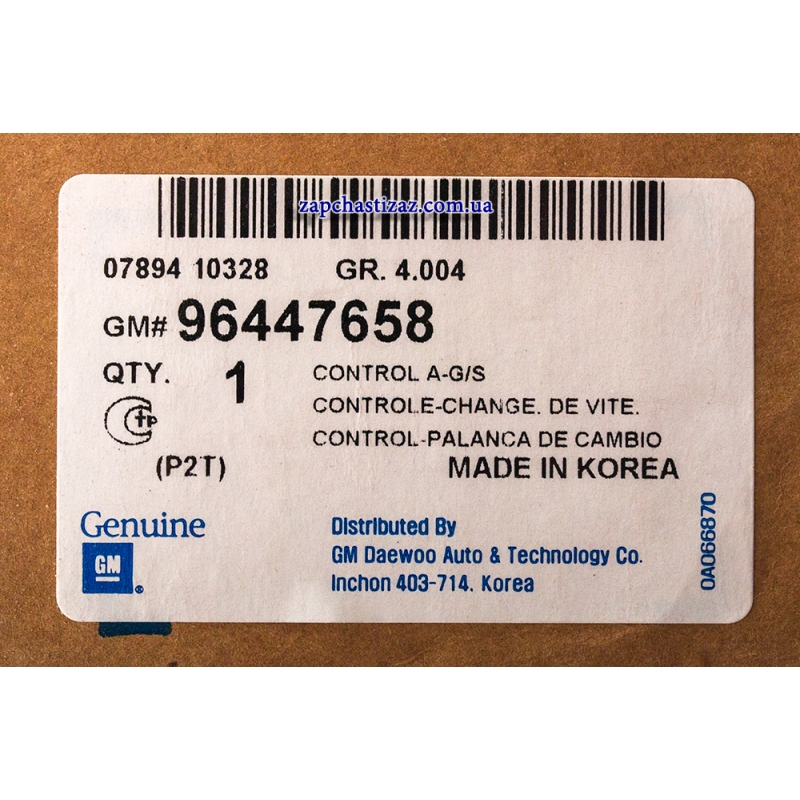 zapchastizaz.com.ua
07894 10328 GR. 4.004
GM# 96447658
QTY. 1 CONTROL A-G/S
CONTROLE-CHANGE. DE VITE.
CONTROL-PALANCA DE CAMBIO
(P2T) MADE IN KOREA
Genuine
GM
Distributed By
GM Daewoo Auto & Technology Co.
Inchon 403-714. Korea
0A066870